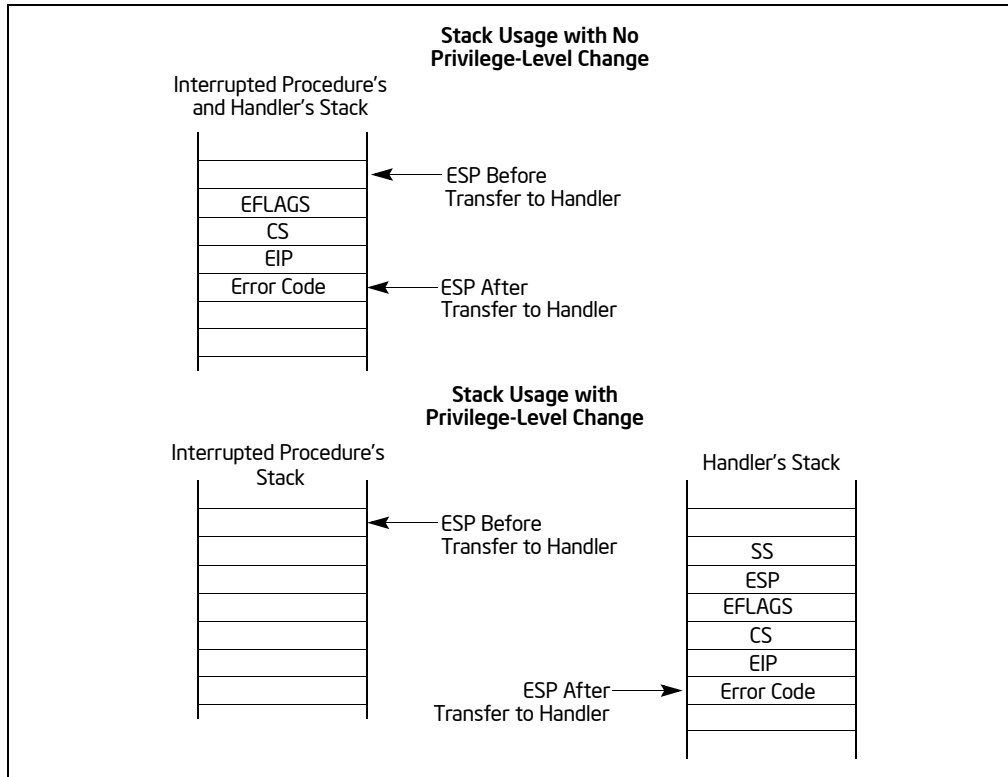 Stack Usage with No
Privilege-Level Change
Interrupted Procedure's
and Handler's Stack
ESP Before
Transfer to Handler
EFLAGS
CS
EIP
Error Code
ESP After
Transfer to Handler
Stack Usage with
Privilege-Level Change
Interrupted Procedure's
Stack
Handler's Stack
ESP Before
Transfer to Handler
SS
ESP
EFLAGS
CS
EIP
ESP After
Transfer to Handler
Error Code